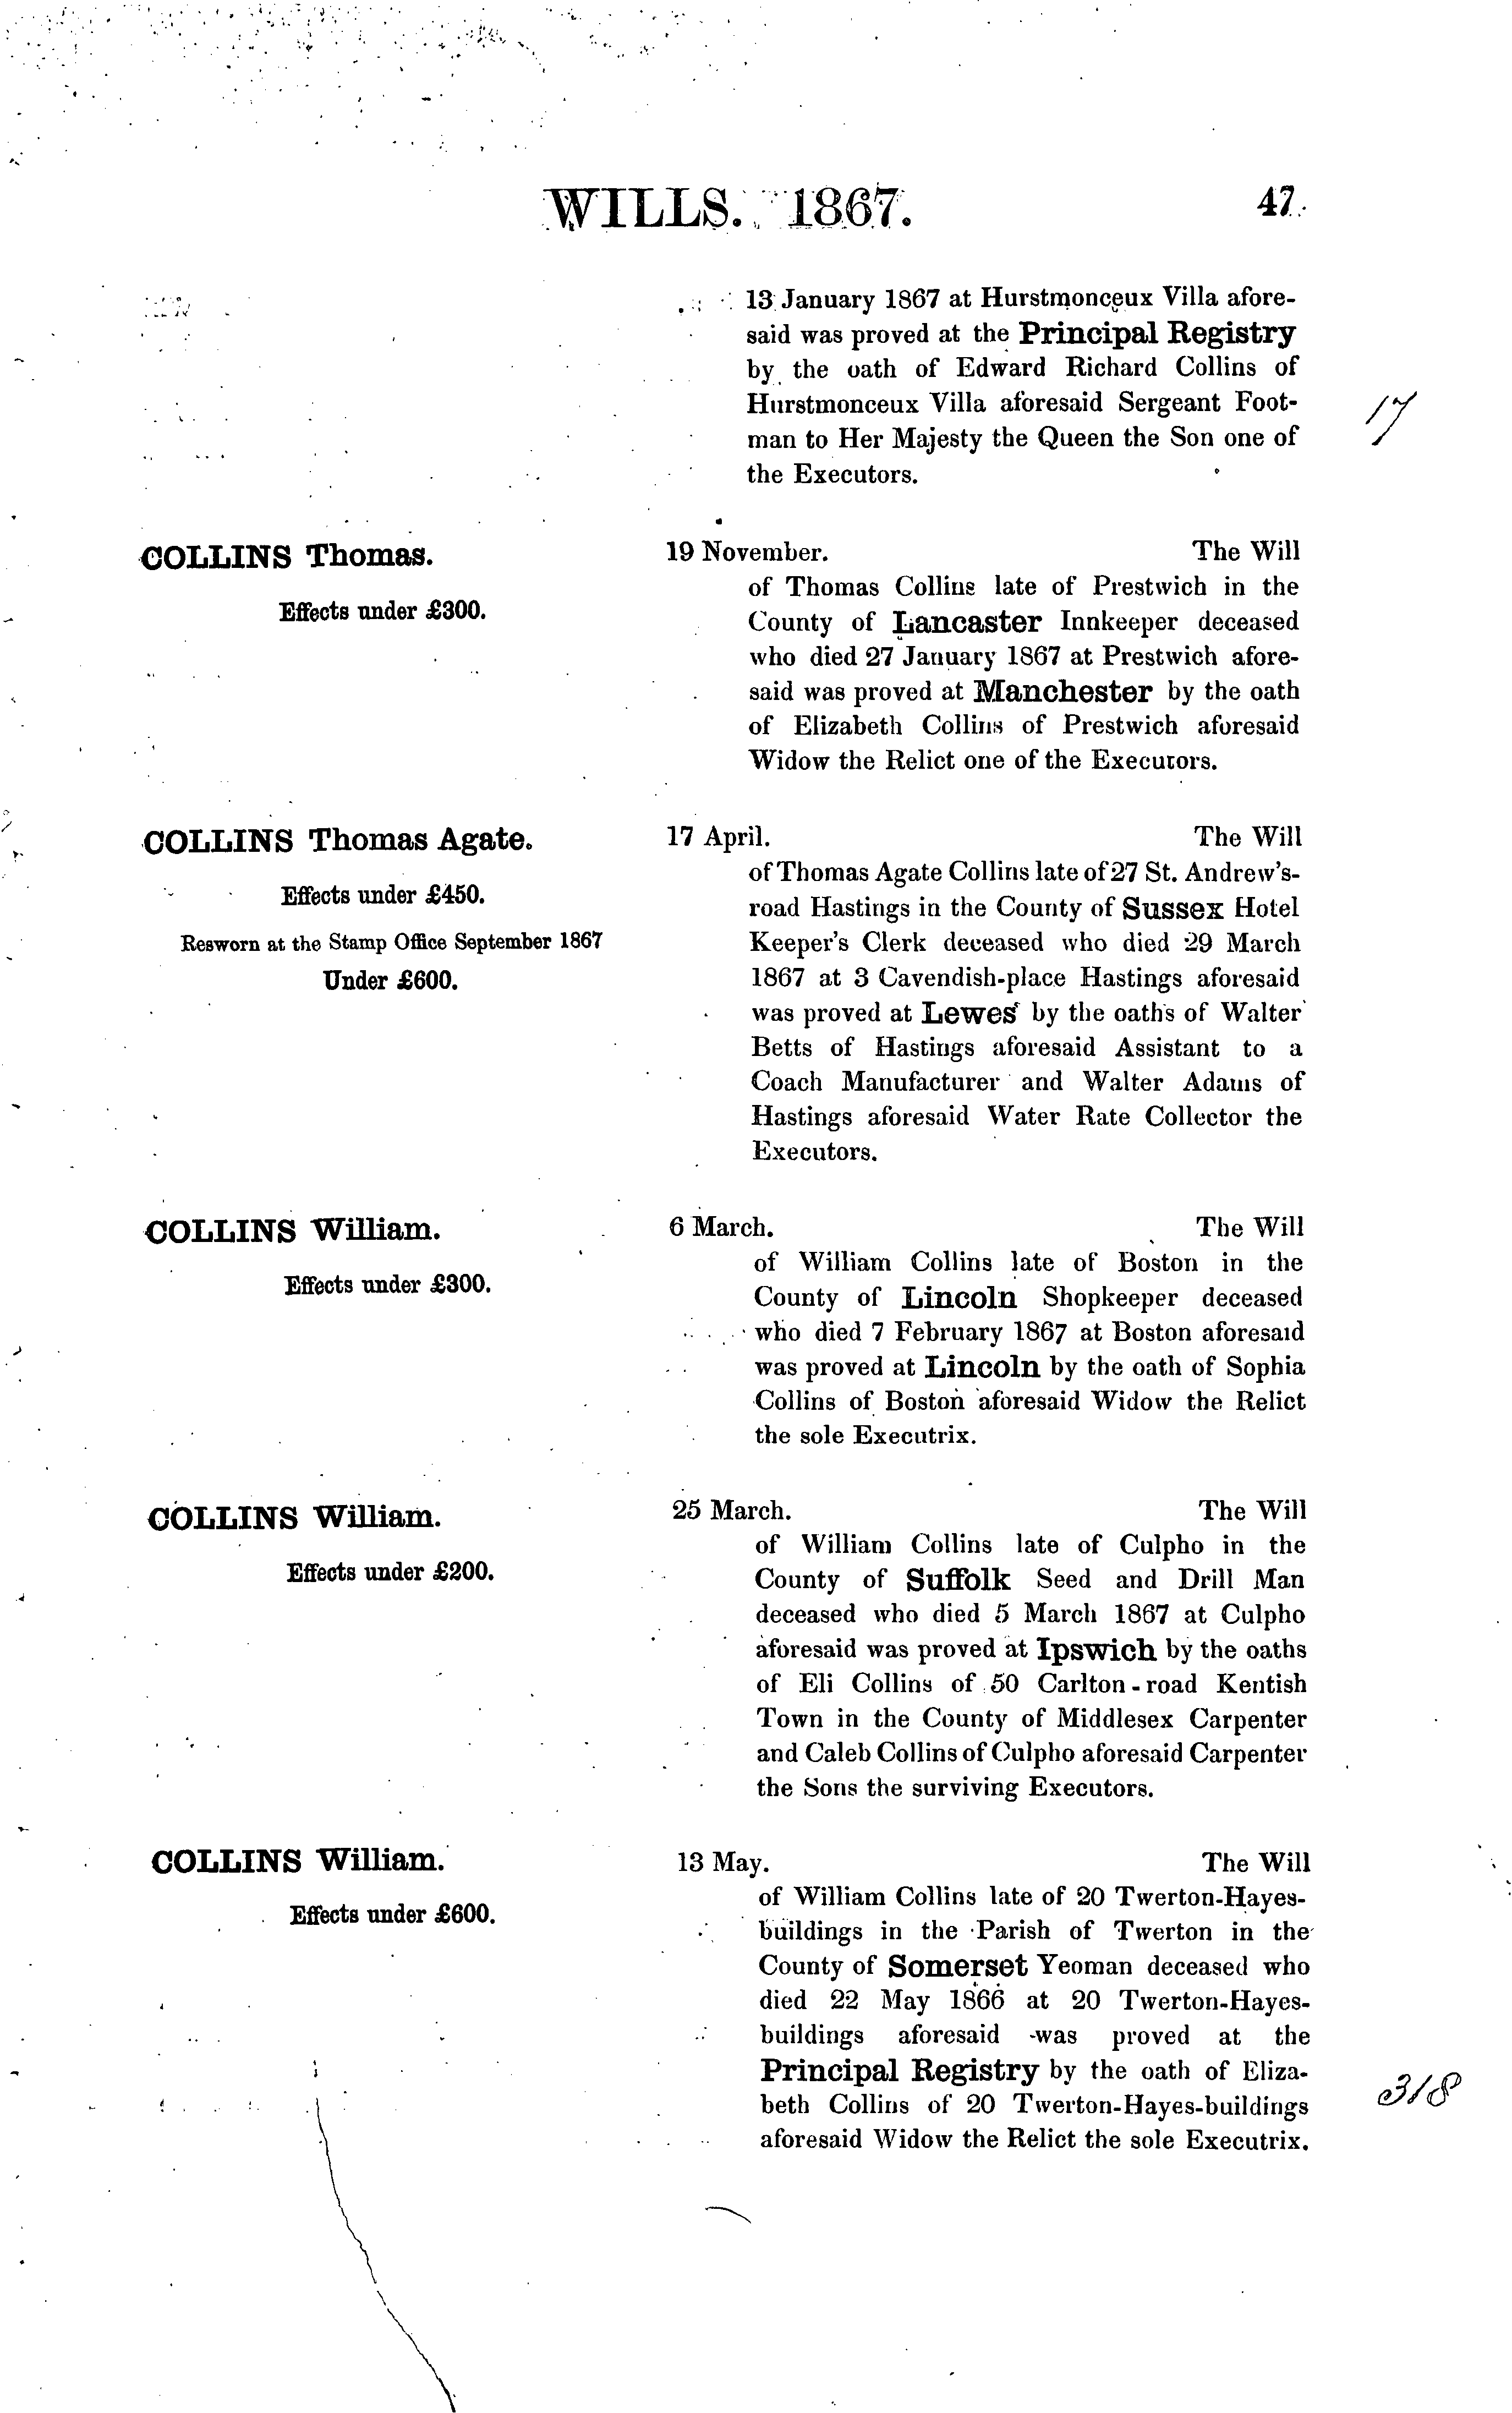 WILLS. 1867.
47
13 January 1867 at Hurstmonceux Villa afore-
said was proved at the Principal Registry
by the oath of Edward Richard Collins of
Hurstmonceux Villa aforesaid Sergeant Foot-
man to Her Majesty the Queen the Son one of
the Executors.
17
COLLINS Thomas.
Effects under £300.
19 November. The Will
of Thomas Collins late of Prestwich in the
County of Lancaster Innkeeper deceased
who died 27 January 1867 at Prestwich afore-
said was proved at Manchester by the oath
of Elizabeth Collins of Prestwich aforesaid
Widow the Relict one of the Executors.
COLLINS Thomas Agate.
Effects under £450.
Resworn at the Stamp Office September 1867
Under £600.
17 April. The Will
of Thomas Agate Collins late of 27 St. Andrew's-
road Hastings in the County of Sussex Hotel
Keeper's Clerk deceased who died 29 March
1867 at 3 Cavendish-place Hastings aforesaid
was proved at Lewes by the oaths of Walter
Betts of Hastings aforesaid Assistant to a
Coach Manufacturer and Walter Adams of
Hastings aforesaid Water Rate Collector the
Executors.
COLLINS William.
Effects under £300.
6 March. The Will
of William Collins late of Boston in the
County of Lincoln Shopkeeper deceased
who died 7 February 1867 at Boston aforesaid
was proved at Lincoln by the oath of Sophia
Collins of Boston aforesaid Widow the Relict
the sole Executrix.
COLLINS William.
Effects under £200.
25 March. The Will
of William Collins late of Culpho in the
County of Suffolk Seed and Drill Man
deceased who died 5 March 1867 at Culpho
aforesaid was proved at Ipswich by the oaths
of Eli Collins of 50 Carlton-road Kentish
Town in the County of Middlesex Carpenter
and Caleb Collins of Culpho aforesaid Carpenter
the Sons the surviving Executors.
COLLINS William.
Effects under £600.
13 May. The Will
of William Collins late of 20 Twerton-Hayes-
buildings in the Parish of Twerton in the
County of Somerset Yeoman deceased who
died 22 May 1866 at 20 Twerton-Hayes-
buildings aforesaid was proved at the
Principal Registry by the oath of Eliza-
beth Collins of 20 Twerton-Hayes-buildings
aforesaid Widow the Relict the sole Executrix.
318